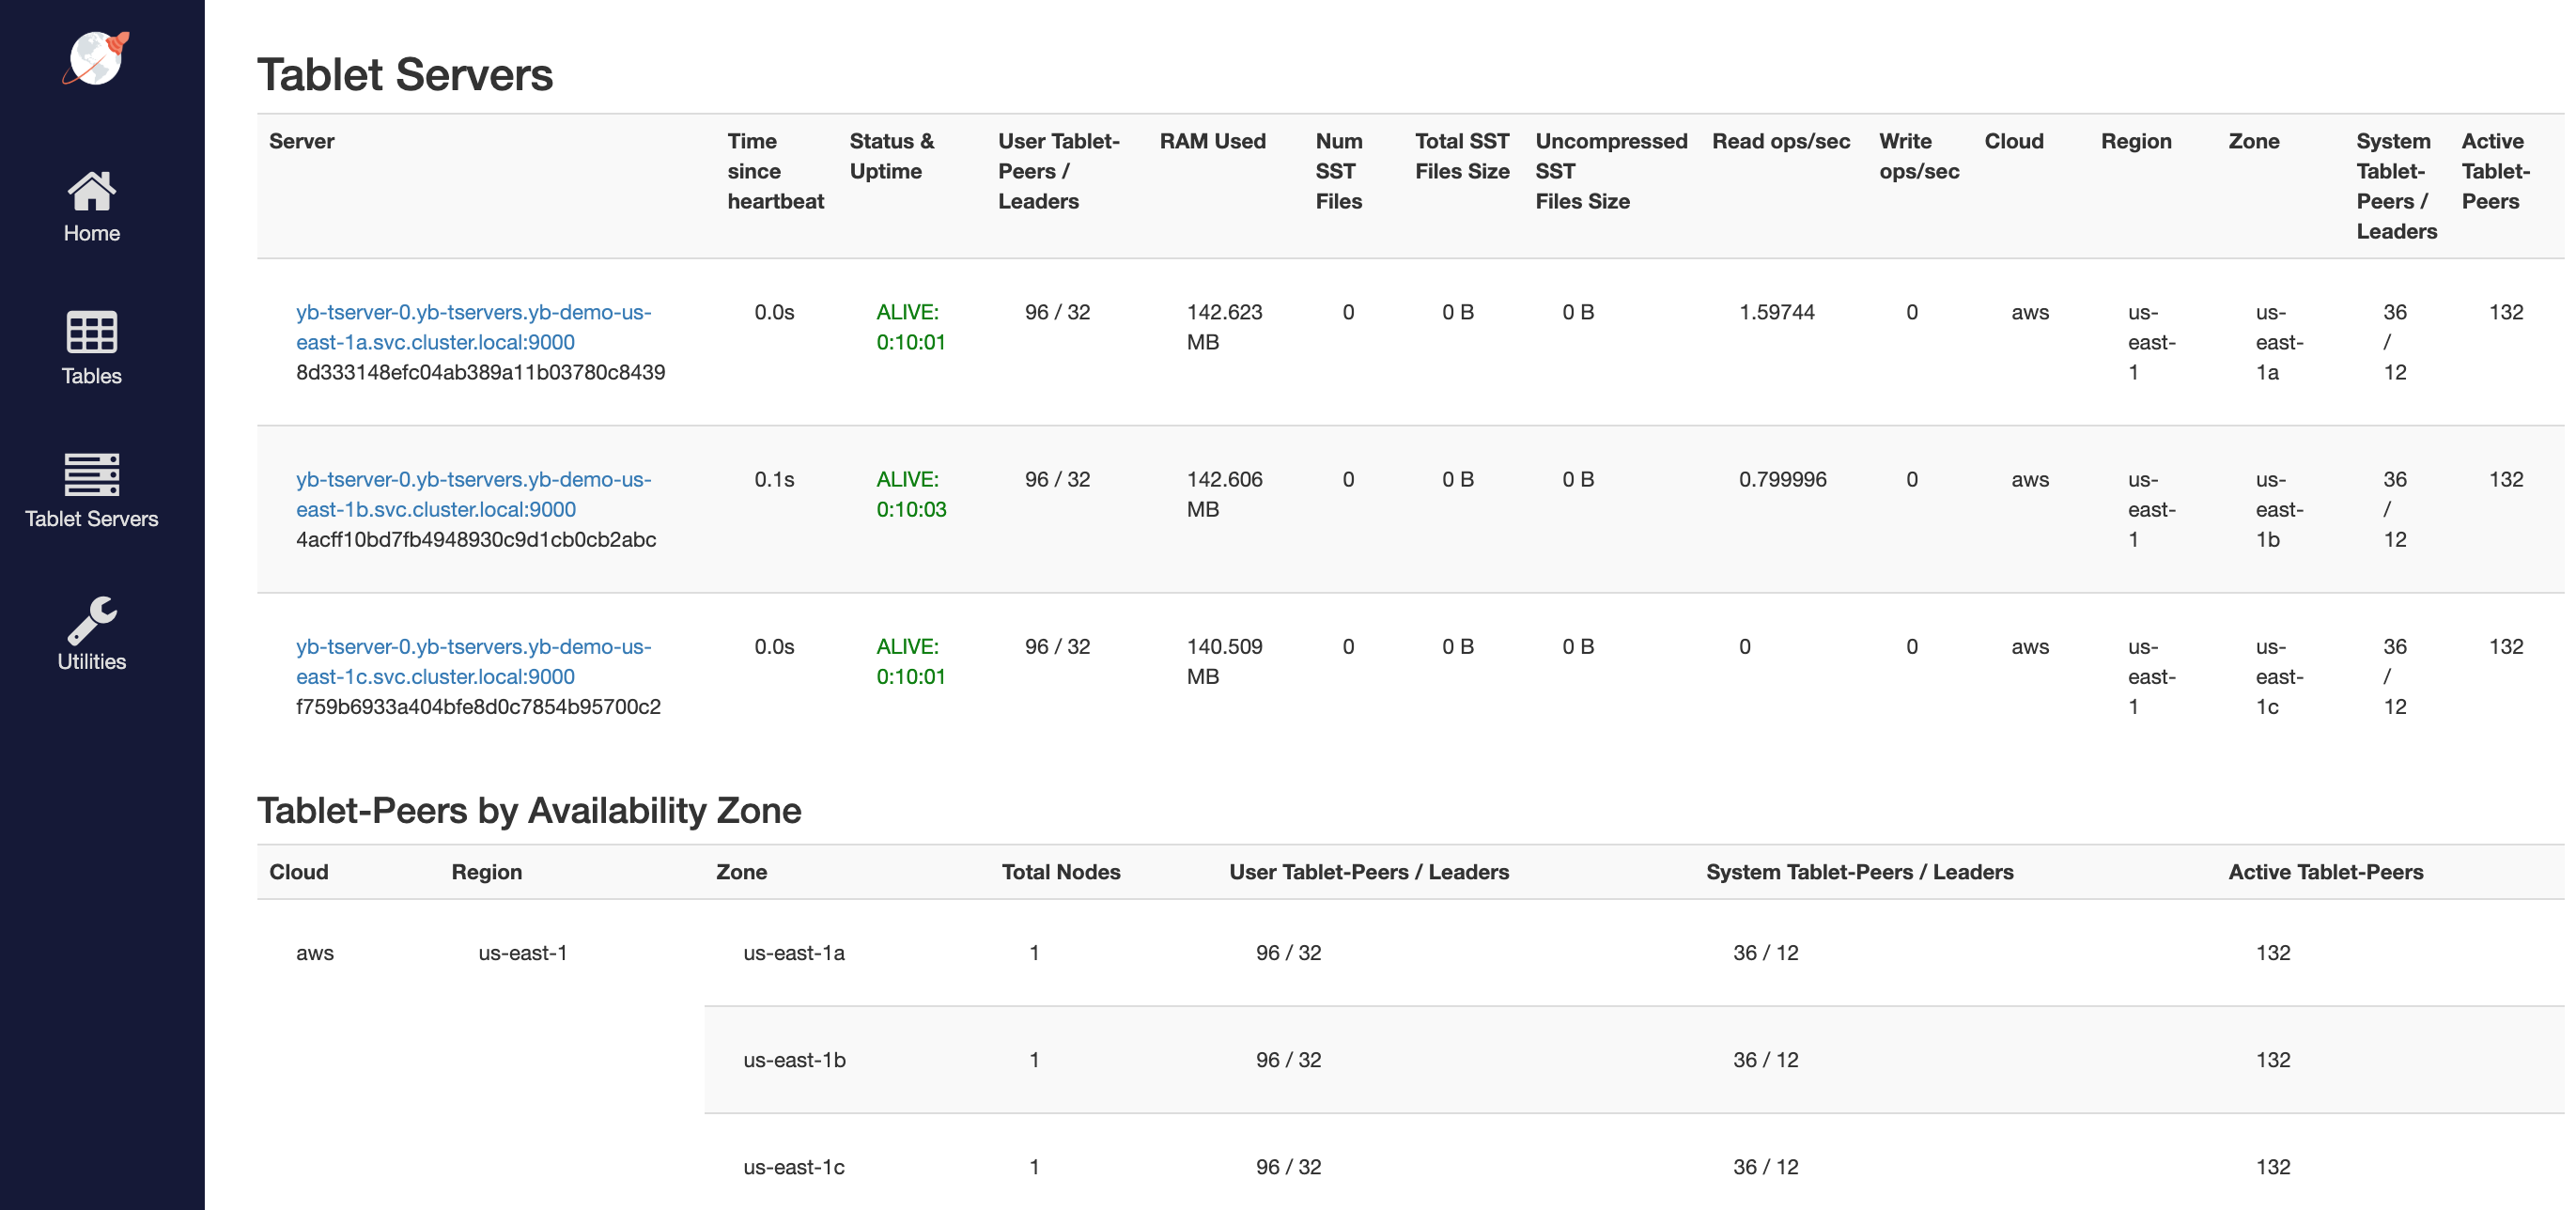 Home
Tables
Tablet Servers
Utilities
Tablet Servers
Server Time since heartbeat Status & Uptime User Tablet-Peers / Leaders RAM Used Num SST Files Total SST Files Size Uncompressed SST Files Size Read ops/sec Write ops/sec Cloud Region Zone System Tablet-Peers / Leaders Active Tablet-Peers
yb-tserver-0.yb-tservers.yb-demo-us- 0.0s ALIVE: 96 / 32 142.623 0 0 B 0 B 1.59744 0 aws us- us- 36 132
east-1a.svc.cluster.local:9000 0:10:01 MB east- east- /
8d333148efc04ab389a11b03780c8439 1 1a 12
yb-tserver-0.yb-tservers.yb-demo-us- 0.1s ALIVE: 96 / 32 142.606 0 0 B 0 B 0.799996 0 aws us- us- 36 132
east-1b.svc.cluster.local:9000 0:10:03 MB east- east- /
4acff10bd7fb4948930c9d1cb0cb2abc 1 1b 12
yb-tserver-0.yb-tservers.yb-demo-us- 0.0s ALIVE: 96 / 32 140.509 0 0 B 0 B 0 0 aws us- us- 36 132
east-1c.svc.cluster.local:9000 0:10:01 MB east- east- /
f759b6933a404bfe8d0c7854b95700c2 1 1c 12
Tablet-Peers by Availability Zone
Cloud Region Zone Total Nodes User Tablet-Peers / Leaders System Tablet-Peers / Leaders Active Tablet-Peers
aws us-east-1 us-east-1a 1 96 / 32 36 / 12 132
us-east-1b 1 96 / 32 36 / 12 132
us-east-1c 1 96 / 32 36 / 12 132